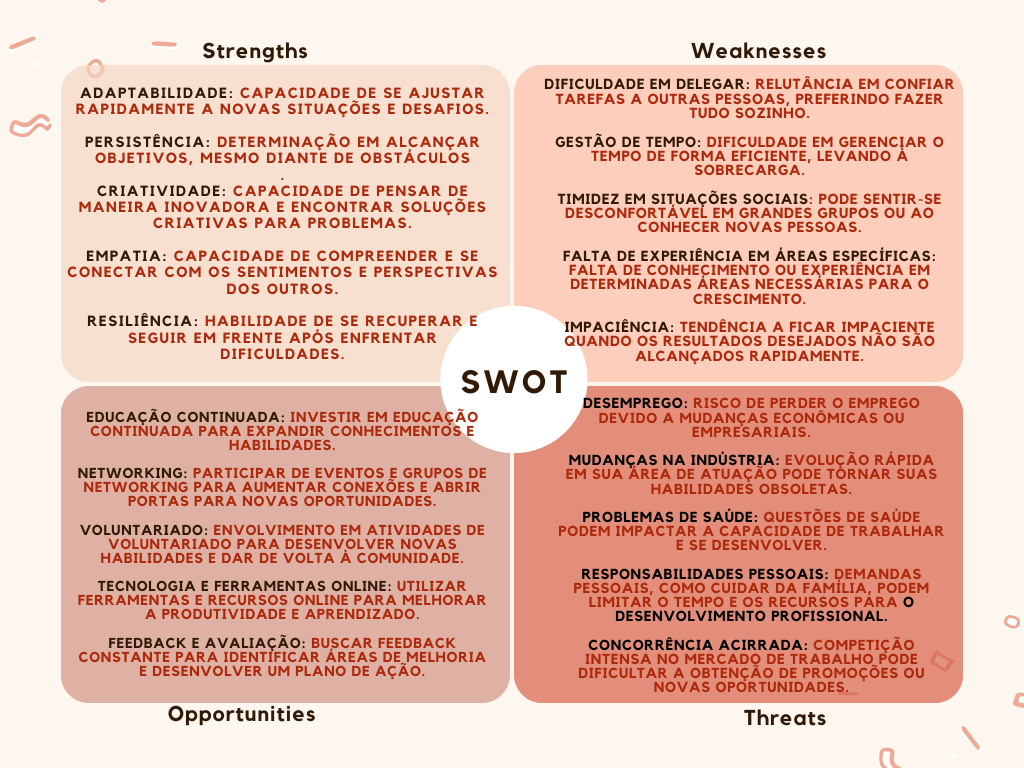 Strengths
ADAPTABILIDADE: CAPACIDADE DE SE AJUSTAR
RAPIDAMENTE A NOVAS SITUAÇÕES E DESAFIOS.
PERSISTÊNCIA: DETERMINAÇÃO EM ALCANÇAR
OBJETIVOS, MESMO DIANTE DE OBSTÁCULOS
.
CRIATIVIDADE: CAPACIDADE DE PENSAR DE
MANEIRA INOVADORA E ENCONTRAR SOLUÇÕES
CRIATIVAS PARA PROBLEMAS.
EMPATIA: CAPACIDADE DE COMPREENDER E SE
CONECTAR COM OS SENTIMENTOS E PERSPECTIVAS
DOS OUTROS.
RESILIÊNCIA: HABILIDADE DE SE RECUPERAR E
SEGUIR EM FRENTE APÓS ENFRENTAR
DIFICULDADES.
Weaknesses
DIFICULDADE EM DELEGAR: RELUTÂNCIA EM CONFIAR
TAREFAS A OUTRAS PESSOAS, PREFERINDO FAZER
TUDO SOZINHO.
GESTÃO DE TEMPO: DIFICULDADE EM GERENCIAR O
TEMPO DE FORMA EFICIENTE, LEVANDO À
SOBRECARGA.
TIMIDEZ EM SITUAÇÕES SOCIAIS: PODE SENTIR-SE
DESCONFORTÁVEL EM GRANDES GRUPOS OU AO
CONHECER NOVAS PESSOAS.
FALTA DE EXPERIÊNCIA EM ÁREAS ESPECÍFICAS:
FALTA DE CONHECIMENTO OU EXPERIÊNCIA EM
DETERMINADAS ÁREAS NECESSÁRIAS PARA O
CRESCIMENTO.
IMPACIÊNCIA: TENDÊNCIA A FICAR IMPACIENTE
QUANDO OS RESULTADOS DESEJADOS NÃO SÃO
ALCANÇADOS RAPIDAMENTE.
SWOT
EDUCAÇÃO CONTINUADA: INVESTIR EM EDUCAÇÃO
CONTINUADA PARA EXPANDIR CONHECIMENTOS E
HABILIDADES.
NETWORKING: PARTICIPAR DE EVENTOS E GRUPOS DE
NETWORKING PARA AUMENTAR CONEXÕES E ABRIR
PORTAS PARA NOVAS OPORTUNIDADES.
VOLUNTARIADO: ENVOLVIMENTO EM ATIVIDADES DE
VOLUNTARIADO PARA DESENVOLVER NOVAS
HABILIDADES E DAR DE VOLTA À COMUNIDADE.
TECNOLOGIA E FERRAMENTAS ONLINE: UTILIZAR
FERRAMENTAS E RECURSOS ONLINE PARA MELHORAR
A PRODUTIVIDADE E APRENDIZADO.
FEEDBACK E AVALIAÇÃO: BUSCAR FEEDBACK
CONSTANTE PARA IDENTIFICAR ÁREAS DE MELHORIA
E DESENVOLVER UM PLANO DE AÇÃO.
Opportunities
DESEMPREGO: RISCO DE PERDER O EMPREGO
DEVIDO A MUDANÇAS ECONÔMICAS OU
EMPRESARIAIS.
MUDANÇAS NA INDÚSTRIA: EVOLUÇÃO RÁPIDA
EM SUA ÁREA DE ATUAÇÃO PODE TORNAR SUAS
HABILIDADES OBSOLETAS.
PROBLEMAS DE SAÚDE: QUESTÕES DE SAÚDE
PODEM IMPACTAR A CAPACIDADE DE TRABALHAR
E SE DESENVOLVER.
RESPONSABILIDADES PESSOAIS: DEMANDAS
PESSOAIS, COMO CUIDAR DA FAMÍLIA, PODEM
LIMITAR O TEMPO E OS RECURSOS PARA O
DESENVOLVIMENTO PROFISSIONAL.
CONCORRÊNCIA ACIRRADA: COMPETIÇÃO
INTENSA NO MERCADO DE TRABALHO PODE
DIFICULTAR A OBTENÇÃO DE PROMOÇÕES OU
NOVAS OPORTUNIDADES.
Threats